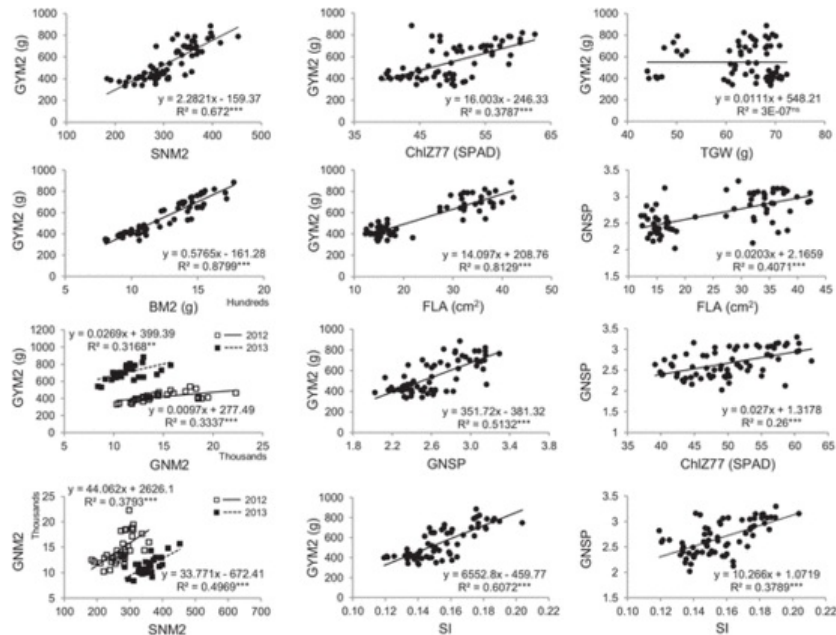 GYM2 (g)
1000
800
600
400
200
0
y = 2.2821x - 159.37
R² = 0.672***
100 200 300 400 500
SNM2
GYM2 (g)
1000
800
600
400
200
0
y = 16.003x - 246.33
R² = 0.3787***
35 45 55 65
ChlZ77 (SPAD)
GYM2 (g)
1000
800
600
400
200
0
y = 0.0111x + 548.21
R² = 3E-07ns
40 50 60 70 80
TGW (g)
GYM2 (g)
1000
800
600
400
200
0
y = 0.5765x - 161.28
R² = 0.8799***
5 10 15 20
Hundreds
BM2 (g)
GYM2 (g)
1000
800
600
400
200
0
y = 14.097x + 208.76
R² = 0.8129***
10 20 30 40 50
FLA (cm²)
GNSP
3.5
3
2.5
2
1.5
1
y = 0.0203x + 2.1659
R² = 0.4071***
10 15 20 25 30 35 40 45
FLA (cm²)
GYM2 (g)
1200
1000
800
600
400
200
0
y = 0.0269x + 399.39
R² = 0.3168**
2012
2013
y = 0.0097x + 277.49
R² = 0.3337***
5 10 15 20 25
Thousands
GNM2
GYM2 (g)
1000
800
600
400
200
0
y = 351.72x - 381.32
R² = 0.5132***
1.8 2.2 2.6 3.0 3.4 3.8
GNSP
GNSP
3.5
3
2.5
2
1.5
1
y = 0.027x + 1.3178
R² = 0.26***
35 40 45 50 55 60 65
ChlZ77 (SPAD)
GNM2
Thousands
25
20
15
10
5
y = 44.062x + 2626.1
R² = 0.3793***
2012
2013
y = 33.771x - 672.41
R² = 0.4969***
100 200 300 400 500 600 700
SNM2
GYM2 (g)
1000
800
600
400
200
0
y = 6552.8x - 459.77
R² = 0.6072***
0.10 0.12 0.14 0.16 0.18 0.20 0.22
SI
GNSP
3.5
3
2.5
2
1.5
1
y = 10.266x + 1.0719
R² = 0.3789***
0.10 0.12 0.14 0.16 0.18 0.20 0.22
SI